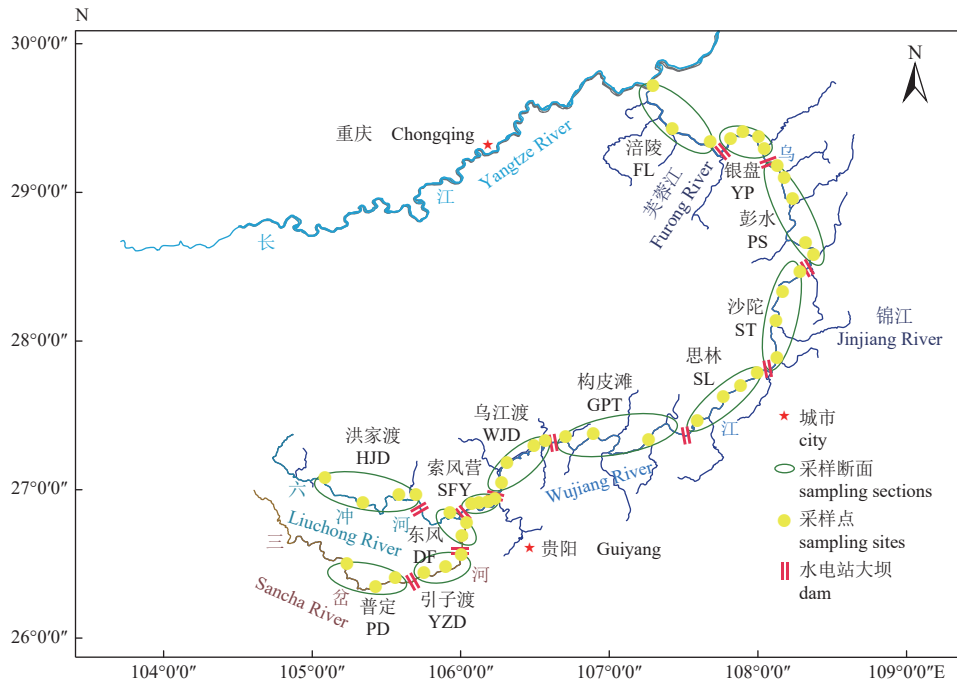 N
30°0′0″
29°0′0″
28°0′0″
27°0′0″
26°0′0″
104°0′0″
105°0′0″
106°0′0″
107°0′0″
108°0′0″
109°0′0″E
N
重庆 Chongqing
Yangtze River
长
江
涪陵
FL
芙蓉江
Furong River
银盘
YP
乌
彭水
PS
沙陀
ST
锦江
Jinjiang River
思林
SL
构皮滩
GPT
江
乌江渡
WJD
Wujiang River
洪家渡
HJD
索风营
SFY
六
冲
河
Liuchong River
东风
DF
贵阳 Guiyang
三
岔
河
Sancha River
普定
PD
引子渡
YZD
城市
city
采样断面
sampling sections
采样点
sampling sites
水电站大坝
dam